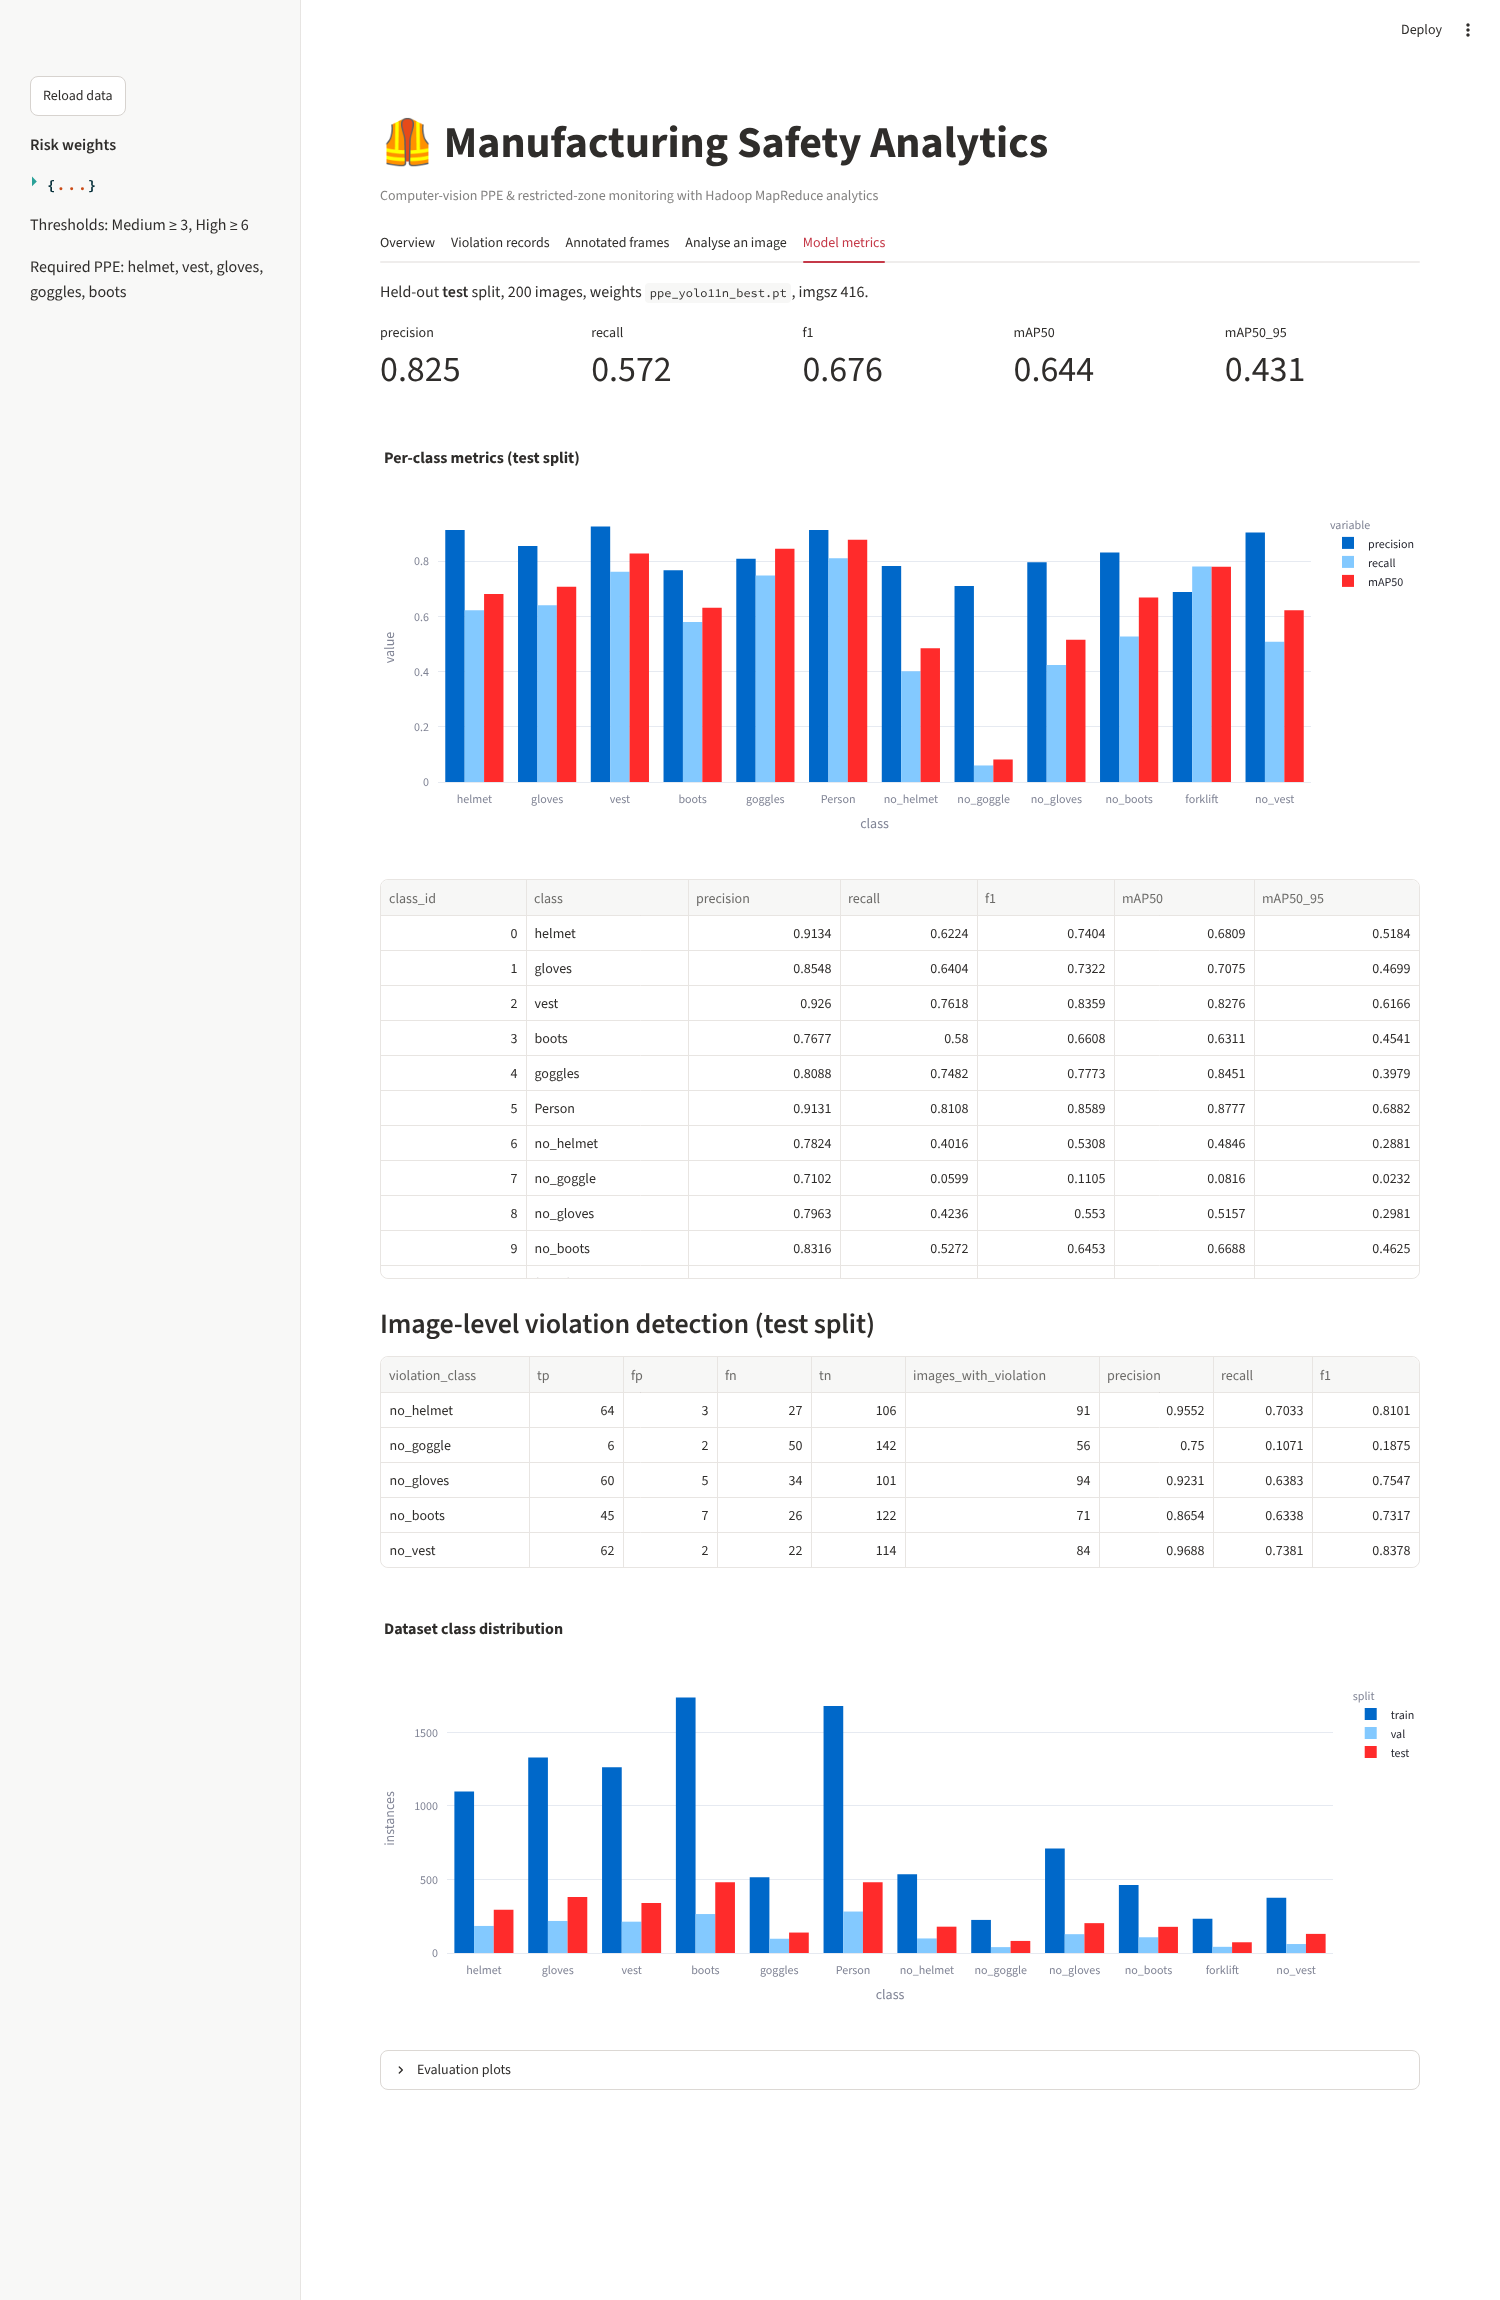 Deploy
Reload data
Risk weights
{...}
Thresholds: Medium ≥ 3, High ≥ 6
Required PPE: helmet, vest, gloves,
goggles, boots
Manufacturing Safety Analytics
Computer-vision PPE & restricted-zone monitoring with Hadoop MapReduce analytics
Overview Violation records Annotated frames Analyse an image Model metrics
Held-out test split, 200 images, weights ppe_yolo11n_best.pt , imgsz 416.
precision recall f1 mAP50 mAP50_95
0.825 0.572 0.676 0.644 0.431
Per-class metrics (test split)
variable
precision
recall
mAP50
value
0.8
0.6
0.4
0.2
0
helmet gloves vest boots goggles Person no_helmet no_goggle no_gloves no_boots forklift no_vest
class
class_id class precision recall f1 mAP50 mAP50_95
0 helmet 0.9134 0.6224 0.7404 0.6809 0.5184
1 gloves 0.8548 0.6404 0.7322 0.7075 0.4699
2 vest 0.926 0.7618 0.8359 0.8276 0.6166
3 boots 0.7677 0.58 0.6608 0.6311 0.4541
4 goggles 0.8088 0.7482 0.7773 0.8451 0.3979
5 Person 0.9131 0.8108 0.8589 0.8777 0.6882
6 no_helmet 0.7824 0.4016 0.5308 0.4846 0.2881
7 no_goggle 0.7102 0.0599 0.1105 0.0816 0.0232
8 no_gloves 0.7963 0.4236 0.553 0.5157 0.2981
9 no_boots 0.8316 0.5272 0.6453 0.6688 0.4625
Image-level violation detection (test split)
violation_class tp fp fn tn images_with_violation precision recall f1
no_helmet 64 3 27 106 91 0.9552 0.7033 0.8101
no_goggle 6 2 50 142 56 0.75 0.1071 0.1875
no_gloves 60 5 34 101 94 0.9231 0.6383 0.7547
no_boots 45 7 26 122 71 0.8654 0.6338 0.7317
no_vest 62 2 22 114 84 0.9688 0.7381 0.8378
Dataset class distribution
split
train
val
test
instances
1500
1000
500
0
helmet gloves vest boots goggles Person no_helmet no_goggle no_gloves no_boots forklift no_vest
class
Evaluation plots